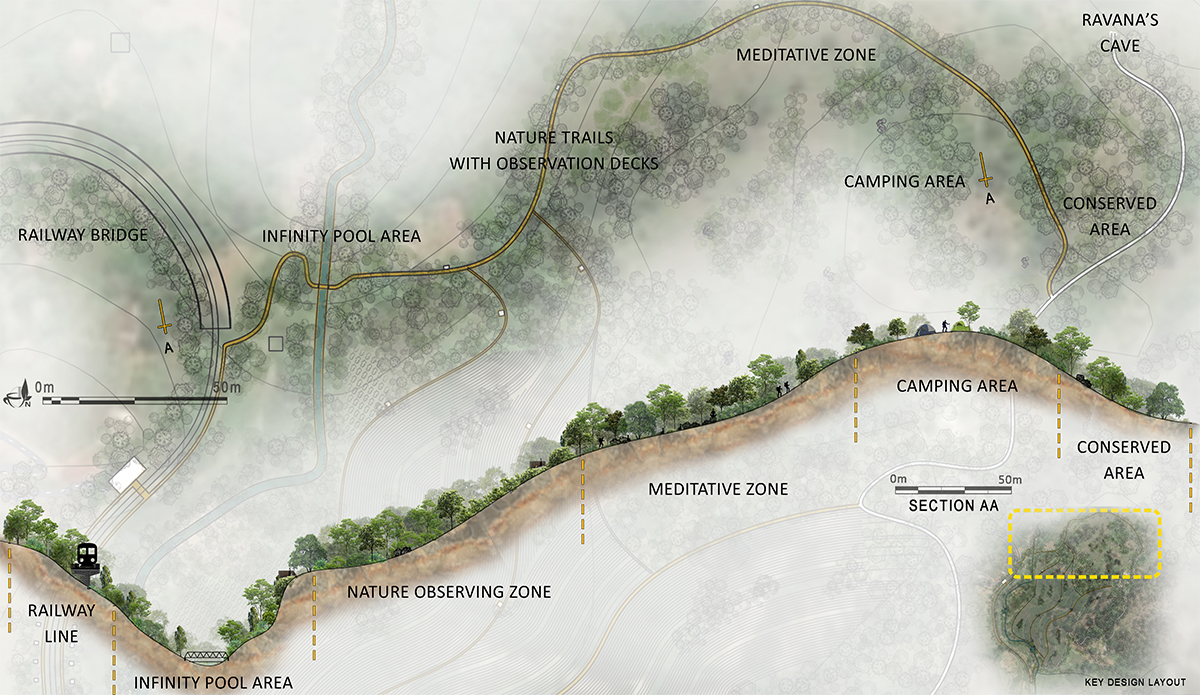 RAVANA'S
CAVE
MEDITATIVE ZONE
NATURE TRAILS
WITH OBSERVATION DECKS
CAMPING AREA
A
CONSERVED
AREA
RAILWAY BRIDGE
INFINITY POOL AREA
A
N
0m
50m
CAMPING AREA
CONSERVED
AREA
MEDITATIVE ZONE
0m
50m
SECTION AA
NATURE OBSERVING ZONE
RAILWAY
LINE
INFINITY POOL AREA
KEY DESIGN LAYOUT